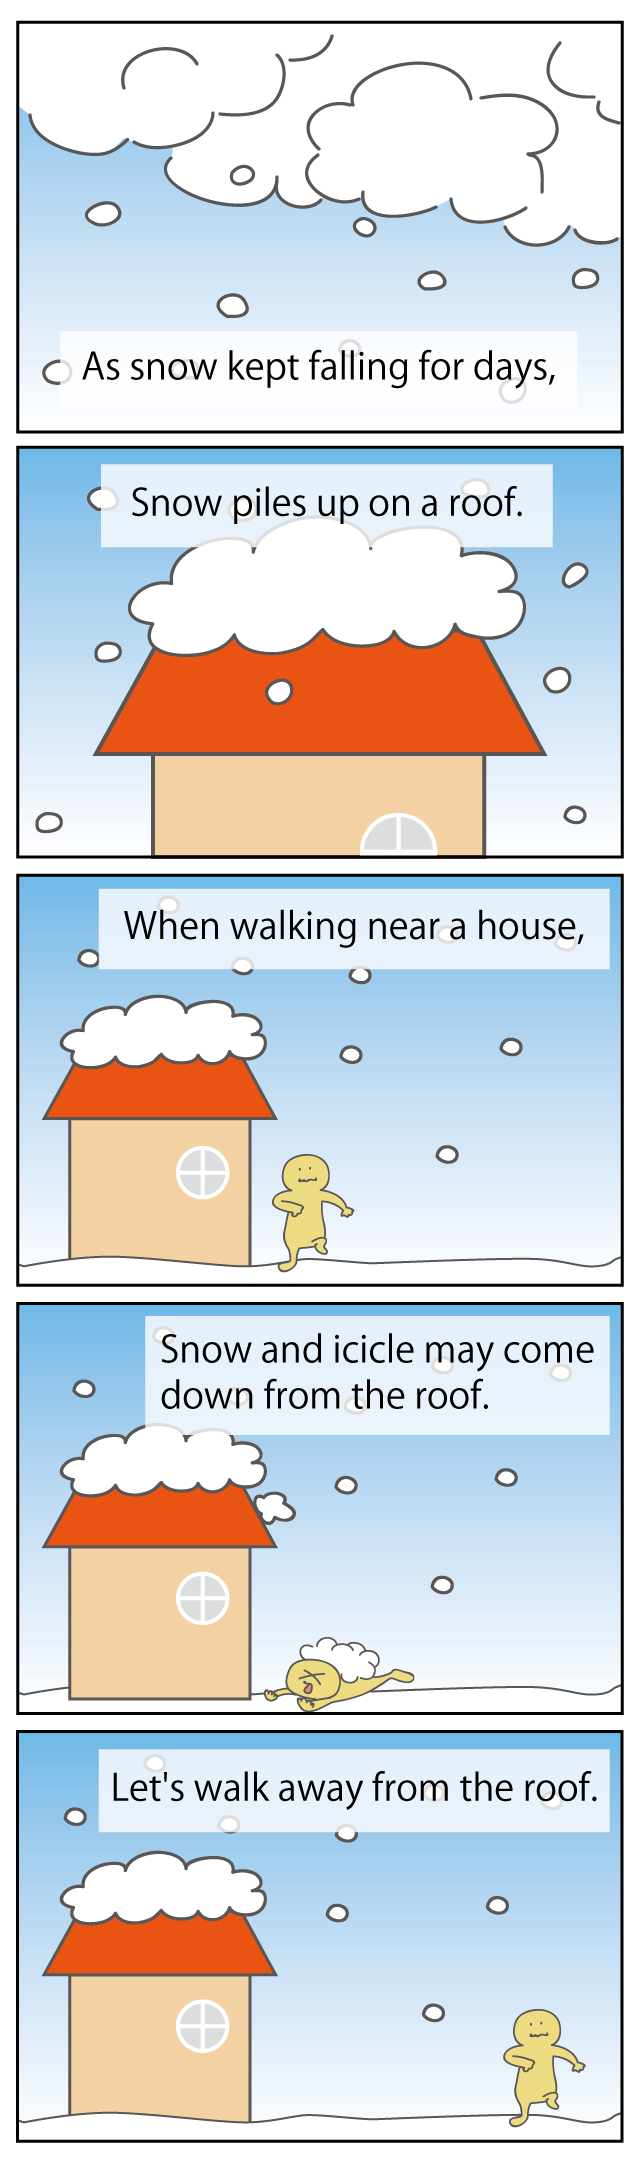 As snow kept falling for days,
Snow piles up on a roof.
When walking near a house,
Snow and icicle may come
down from the roof.
Let's walk away from the roof.